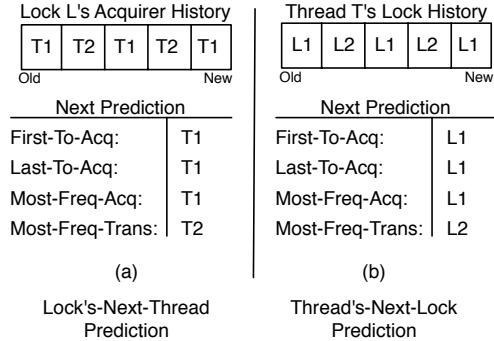 Lock L's Acquirer History
T1 T2 T1 T2 T1
Old New
Next Prediction
First-To-Acq: T1
Last-To-Acq: T1
Most-Freq-Acq: T1
Most-Freq-Trans: T2
(a)
Lock's-Next-Thread
Prediction
Thread T's Lock History
L1 L2 L1 L2 L1
Old New
Next Prediction
First-To-Acq: L1
Last-To-Acq: L1
Most-Freq-Acq: L1
Most-Freq-Trans: L2
(b)
Thread's-Next-Lock
Prediction